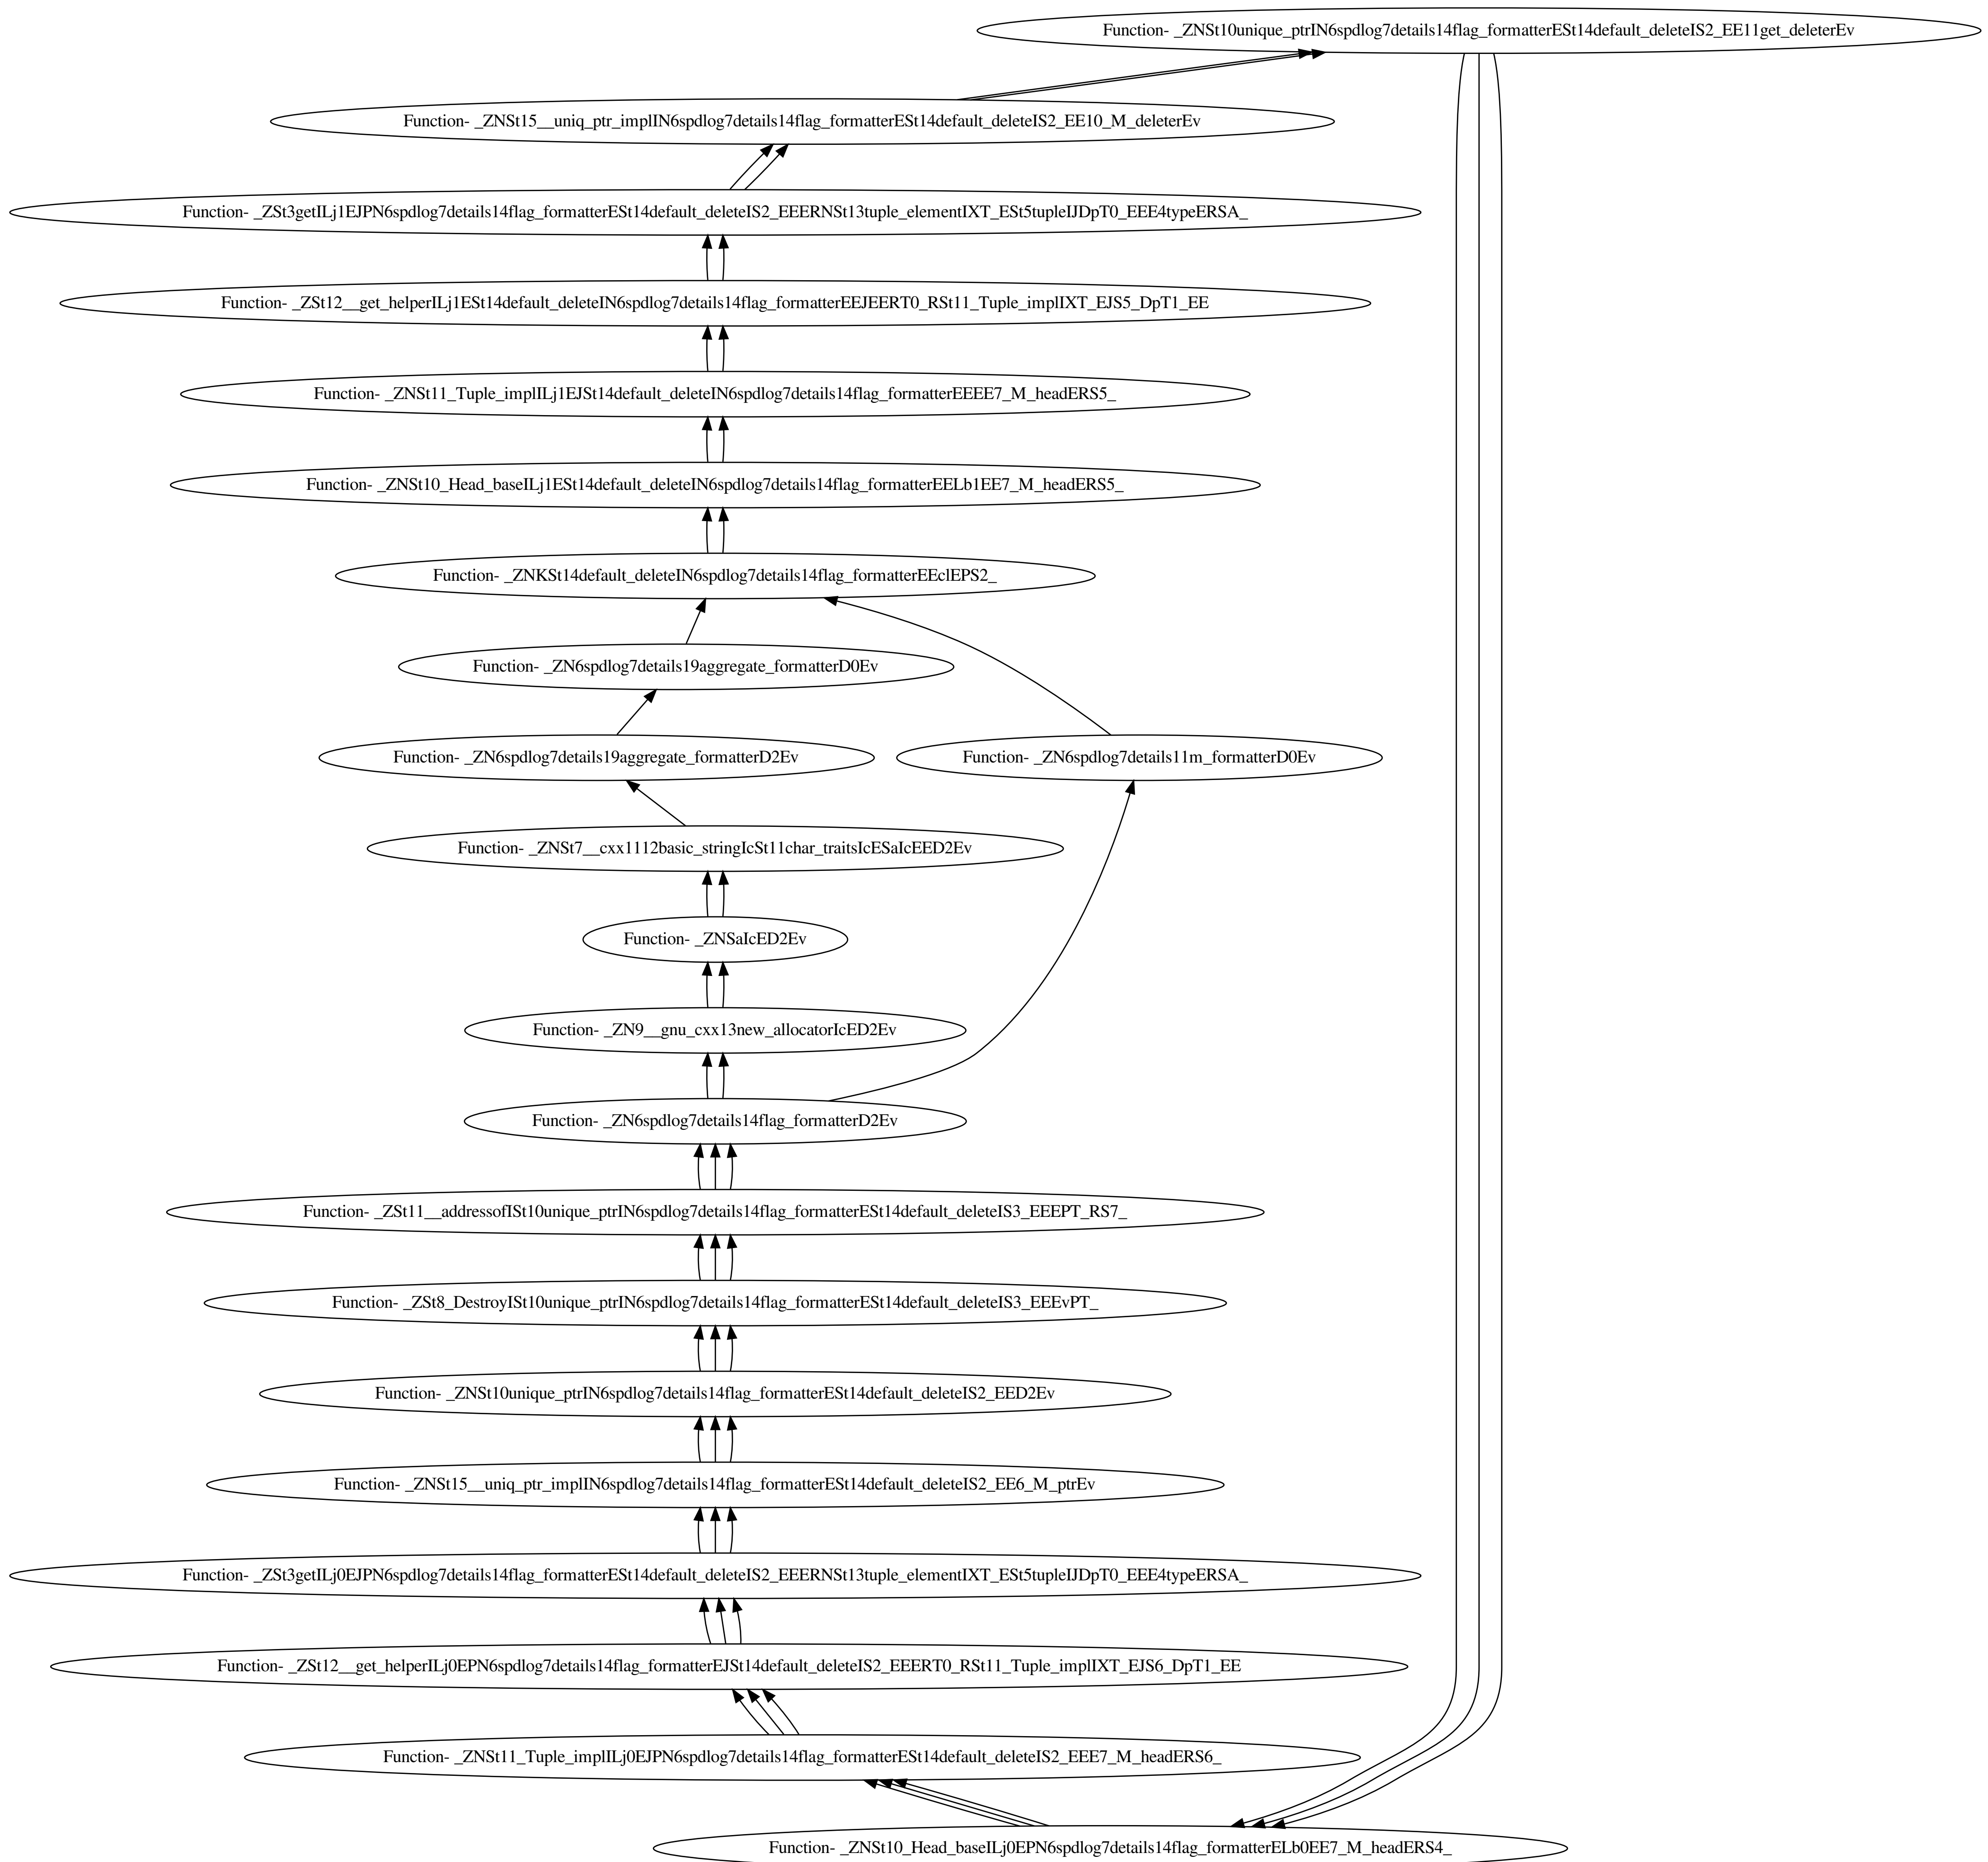 Function- _ZNSt10unique_ptrIN6spdlog7details14flag_formatterESt14default_deleteIS2_EE11get_deleterEv
Function- _ZNSt15__uniq_ptr_implIN6spdlog7details14flag_formatterESt14default_deleteIS2_EE10_M_deleterEv
Function- _ZSt3getILj1EJPN6spdlog7details14flag_formatterESt14default_deleteIS2_EEERNSt13tuple_elementIXT_ESt5tupleIJDpT0_EEE4typeERSA_
Function- _ZSt12__get_helperILj1ESt14default_deleteIN6spdlog7details14flag_formatterEEJEERT0_RSt11_Tuple_implIXT_EJS5_DpT1_EE
Function- _ZNSt11_Tuple_implILj1EJSt14default_deleteIN6spdlog7details14flag_formatterEEEE7_M_headERS5_
Function- _ZNSt10_Head_baseILj1ESt14default_deleteIN6spdlog7details14flag_formatterEELb1EE7_M_headERS5_
Function- _ZNKSt14default_deleteIN6spdlog7details14flag_formatterEEclEPS2_
Function- _ZN6spdlog7details19aggregate_formatterD0Ev
Function- _ZN6spdlog7details19aggregate_formatterD2Ev
Function- _ZN6spdlog7details11m_formatterD0Ev
Function- _ZNSt7__cxx1112basic_stringIcSt11char_traitsIcESaIcEED2Ev
Function- _ZNSaIcED2Ev
Function- _ZN9__gnu_cxx13new_allocatorIcED2Ev
Function- _ZN6spdlog7details14flag_formatterD2Ev
Function- _ZSt11__addressofISt10unique_ptrIN6spdlog7details14flag_formatterESt14default_deleteIS3_EEEPT_RS7_
Function- _ZSt8_DestroyISt10unique_ptrIN6spdlog7details14flag_formatterESt14default_deleteIS3_EEEvPT_
Function- _ZNSt10unique_ptrIN6spdlog7details14flag_formatterESt14default_deleteIS2_EED2Ev
Function- _ZNSt15__uniq_ptr_implIN6spdlog7details14flag_formatterESt14default_deleteIS2_EE6_M_ptrEv
Function- _ZSt3getILj0EJPN6spdlog7details14flag_formatterESt14default_deleteIS2_EEERNSt13tuple_elementIXT_ESt5tupleIJDpT0_EEE4typeERSA_
Function- _ZSt12__get_helperILj0EPN6spdlog7details14flag_formatterEJSt14default_deleteIS2_EEERT0_RSt11_Tuple_implIXT_EJS6_DpT1_EE
Function- _ZNSt11_Tuple_implILj0EJPN6spdlog7details14flag_formatterESt14default_deleteIS2_EEE7_M_headERS6_
Function- _ZNSt10_Head_baseILj0EPN6spdlog7details14flag_formatterELb0EE7_M_headERS4_